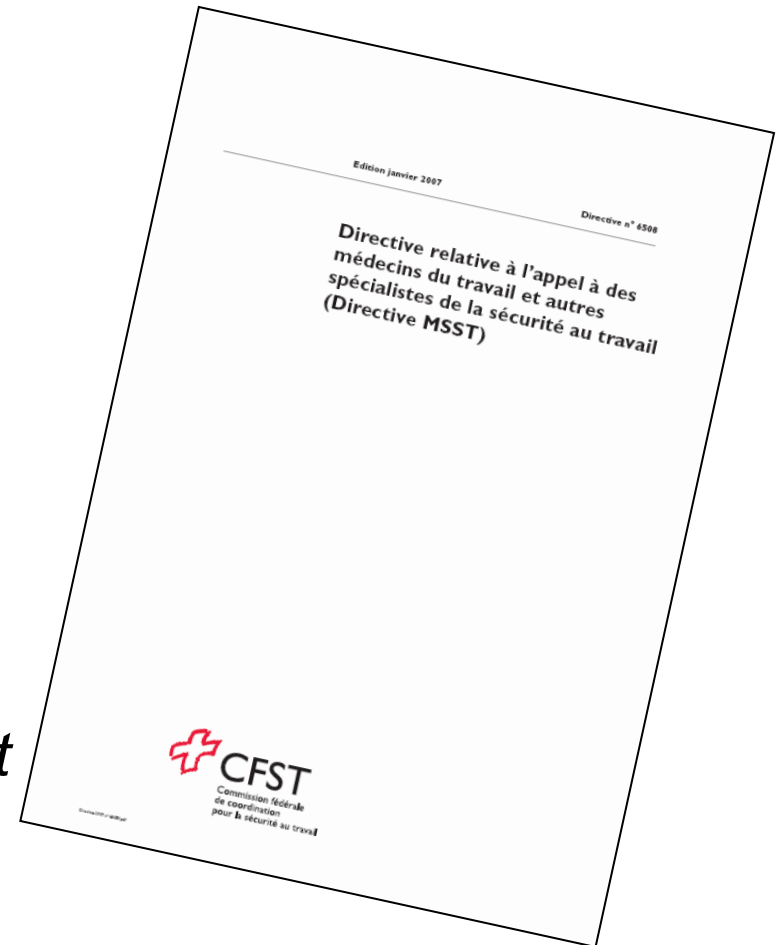 Edition janvier 2007
Directive n° 6508
Directive relative à l'appel à des
médecins du travail et autres
spécialistes de la sécurité au travail
(Directive MSST)
t
CFST
Commission fédérale
de coordination
pour la sécurité au travail